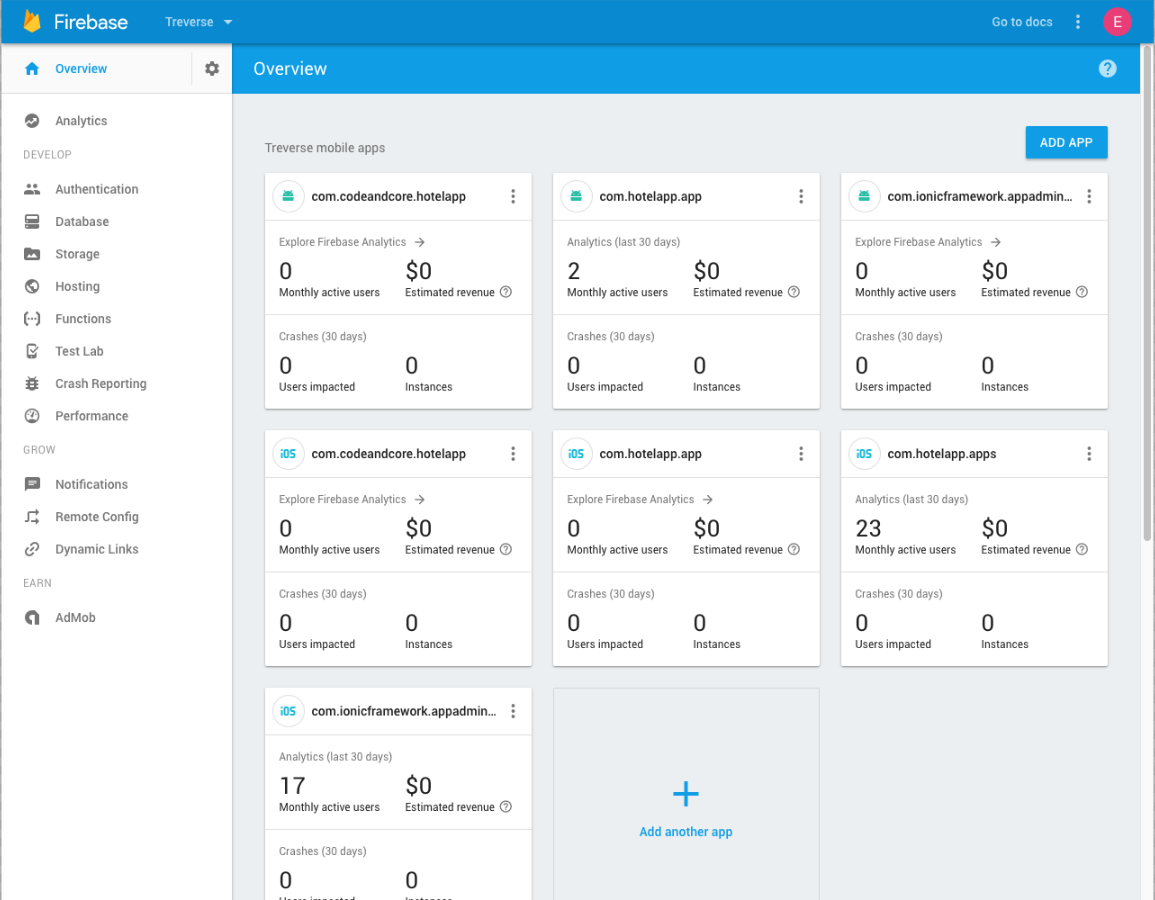 Firebase
Treverse
Go to docs
E
Overview
Overview
?
Analytics
DEVELOP
Authentication
Database
Storage
Hosting
Functions
Test Lab
Crash Reporting
Performance
GROW
Notifications
Remote Config
Dynamic Links
EARN
AdMob
Treverse mobile apps
ADD APP
com.codeandcore.hotelapp
Explore Firebase Analytics →
0 $0
Monthly active users Estimated revenue ?
Crashes (30 days)
0 0
Users impacted Instances
com.hotelapp.app
Analytics (last 30 days)
2 $0
Monthly active users Estimated revenue ?
Crashes (30 days)
0 0
Users impacted Instances
com.ionicframework.appadmin...
Explore Firebase Analytics →
0 $0
Monthly active users Estimated revenue ?
Crashes (30 days)
0 0
Users impacted Instances
iOS com.codeandcore.hotelapp
Explore Firebase Analytics →
0 $0
Monthly active users Estimated revenue ?
Crashes (30 days)
0 0
Users impacted Instances
iOS com.hotelapp.app
Explore Firebase Analytics →
0 $0
Monthly active users Estimated revenue ?
Crashes (30 days)
0 0
Users impacted Instances
iOS com.hotelapp.apps
Analytics (last 30 days)
23 $0
Monthly active users Estimated revenue ?
Crashes (30 days)
0 0
Users impacted Instances
iOS com.ionicframework.appadmin...
Analytics (last 30 days)
17 $0
Monthly active users Estimated revenue ?
Crashes (30 days)
0 0
Users impacted Instances
+
Add another app